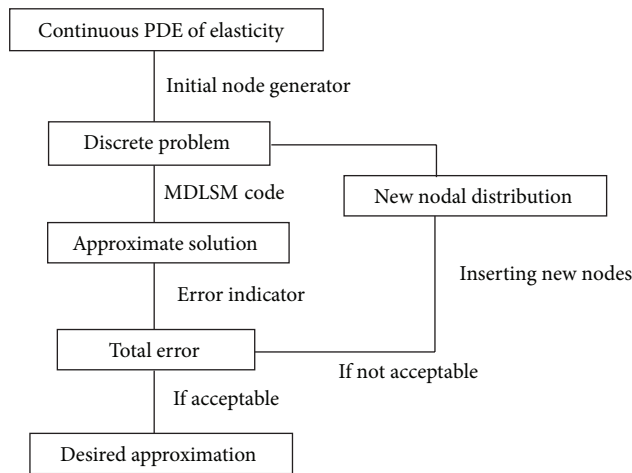 Continuous PDE of elasticity
Initial node generator
Discrete problem
MDLSM code
New nodal distribution
Approximate solution
Inserting new nodes
Error indicator
Total error
If not acceptable
If acceptable
Desired approximation